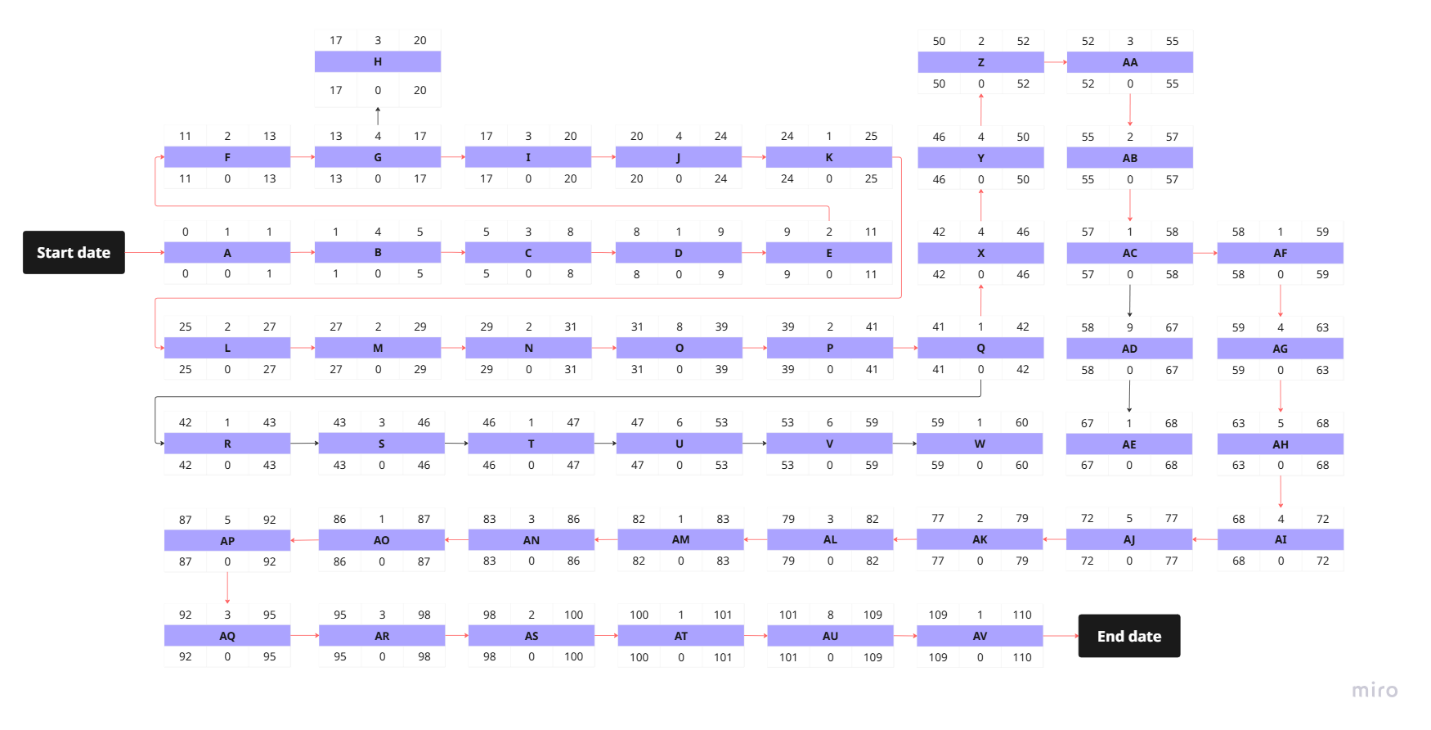 17 3 20
H
17 0 20
50 2 52
Z
50 0 52
52 3 55
AA
52 0 55
11 2 13
F
11 0 13
13 4 17
G
13 0 17
17 3 20
I
17 0 20
20 4 24
J
20 0 24
24 1 25
K
24 0 25
46 4 50
Y
46 0 50
55 2 57
AB
55 0 57
Start date
0 1 1
A
0 0 1
1 4 5
B
1 0 5
5 3 8
C
5 0 8
8 1 9
D
8 0 9
9 2 11
E
9 0 11
42 4 46
X
42 0 46
57 1 58
AC
57 0 58
58 1 59
AF
58 0 59
25 2 27
L
25 0 27
27 2 29
M
27 0 29
29 2 31
N
29 0 31
31 8 39
O
31 0 39
39 2 41
P
39 0 41
41 1 42
Q
41 0 42
58 9 67
AD
58 0 67
59 4 63
AG
59 0 63
42 1 43
R
42 0 43
43 3 46
S
43 0 46
46 1 47
T
46 0 47
47 6 53
U
47 0 53
53 6 59
V
53 0 59
59 1 60
W
59 0 60
67 1 68
AE
67 0 68
63 5 68
AH
63 0 68
87 5 92
AP
87 0 92
86 1 87
AO
86 0 87
83 3 86
AN
83 0 86
82 1 83
AM
82 0 83
79 3 82
AL
79 0 82
77 2 79
AK
77 0 79
72 5 77
AJ
72 0 77
68 4 72
AI
68 0 72
92 3 95
AQ
92 0 95
95 3 98
AR
95 0 98
98 2 100
AS
98 0 100
100 1 101
AT
100 0 101
101 8 109
AU
101 0 109
109 1 110
AV
109 0 110
End date
miro